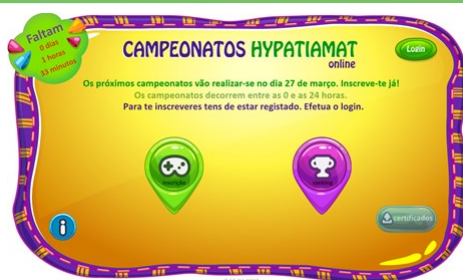 Faltam
0 dias
1 horas
33 minutos
CAMPEONATOS HYPATIAMAT
online
Login
Os próximos campeonatos vão realizar-se no dia 27 de março. Inscreve-te já!
Os campeonatos decorrem entre as 0 e as 24 horas.
Para te inscreveres tens de estar registado. Efetua o login.
inscrição
ranking
certificados